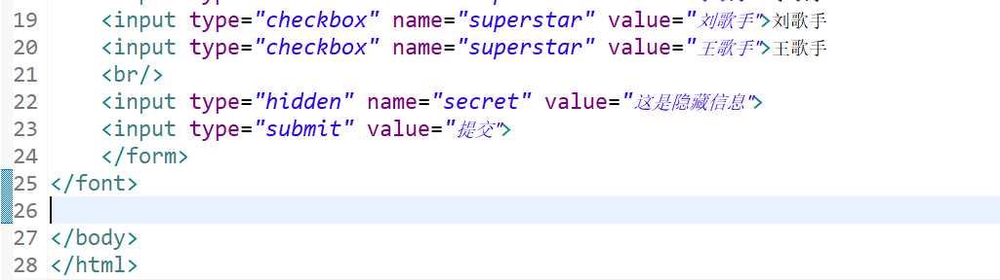 19 <input type="checkbox" name="superstar" value="刘歌手">刘歌手
20 <input type="checkbox" name="superstar" value="王歌手">王歌手
21 <br/>
22 <input type="hidden" name="secret" value="这是隐藏信息">
23 <input type="submit" value="提交">
24 </form>
25 </font>
26
27 </body>
28 </html>